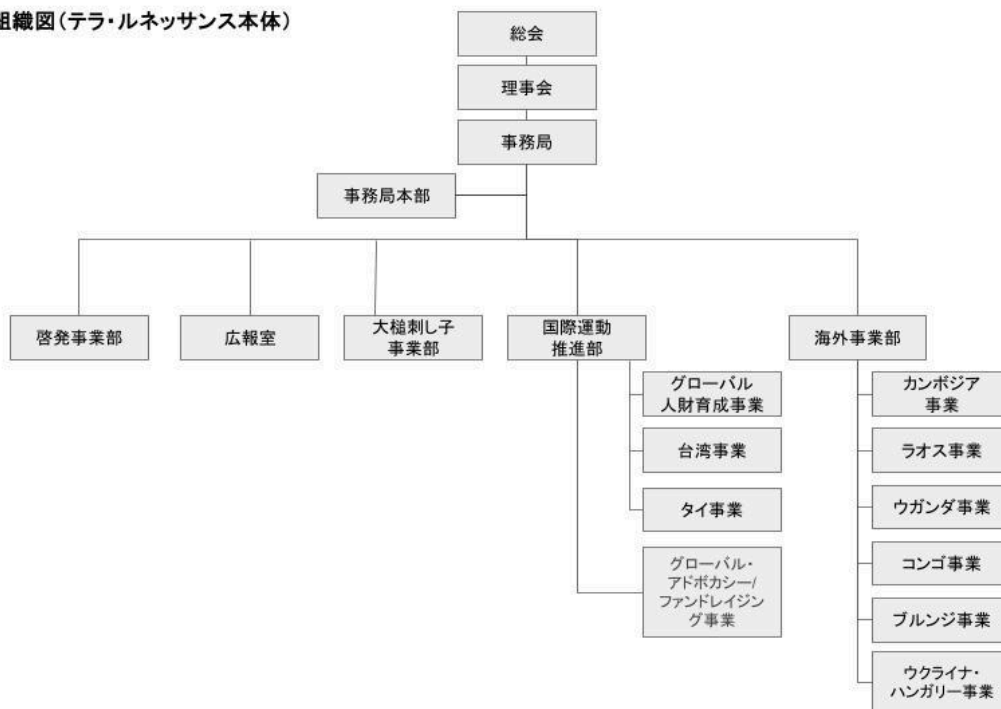 組織図(テラ・ルネッサンス本体)
総会
理事会
事務局
事務局本部
啓発事業部
広報室
大槌刺し子
事業部
国際運動
推進部
海外事業部
グローバル
人財育成事業
台湾事業
タイ事業
グローバル・
アドボカシー/
ファンドレイジン
グ事業
カンボジア
事業
ラオス事業
ウガンダ事業
コンゴ事業
ブルンジ事業
ウクライナ・
ハンガリー事業